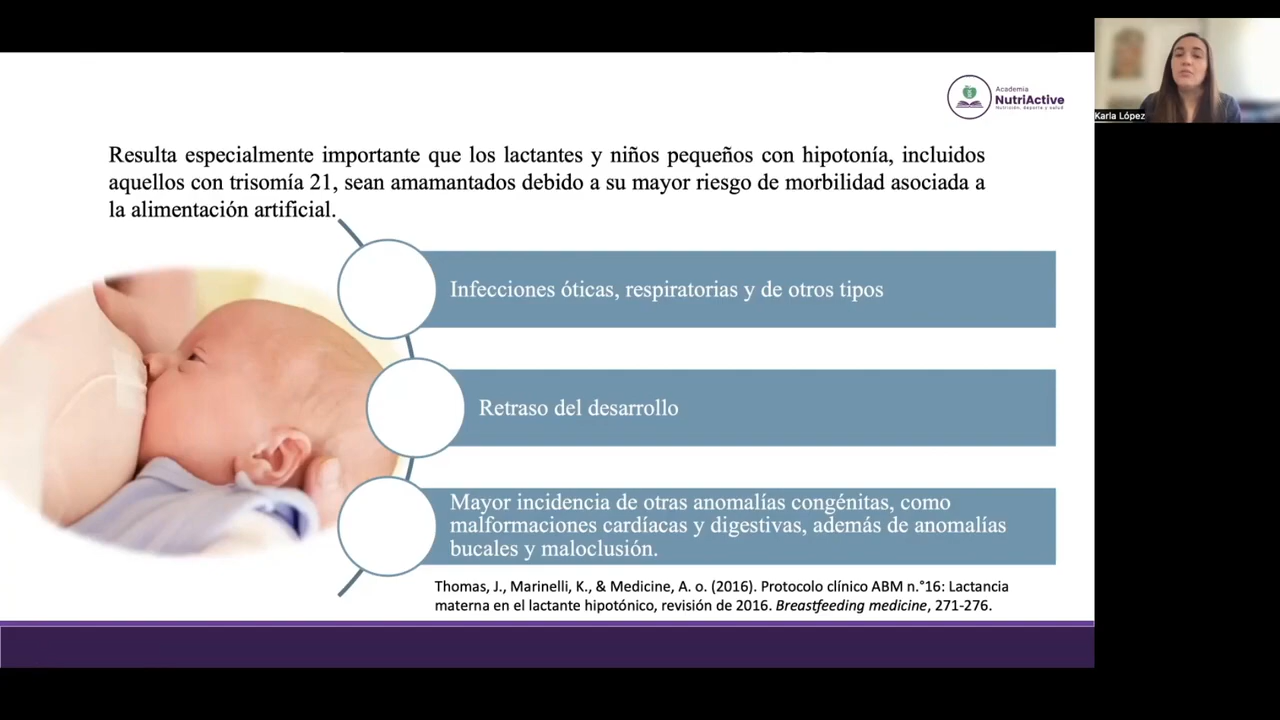 Academia
NutriActive
Nutrición, deporte y salud
Karla López
Resulta especialmente importante que los lactantes y niños pequeños con hipotonía, incluidos
aquellos con trisomía 21, sean amamantados debido a su mayor riesgo de morbilidad asociada a
la alimentación artificial.
Infecciones óticas, respiratorias y de otros tipos
Retraso del desarrollo
Mayor incidencia de otras anomalías congénitas, como
malformaciones cardíacas y digestivas, además de anomalías
bucales y maloclusión.
Thomas, J., Marinelli, K., & Medicine, A. o. (2016). Protocolo clínico ABM n.°16: Lactancia
materna en el lactante hipotónico, revisión de 2016. Breastfeeding medicine, 271-276.